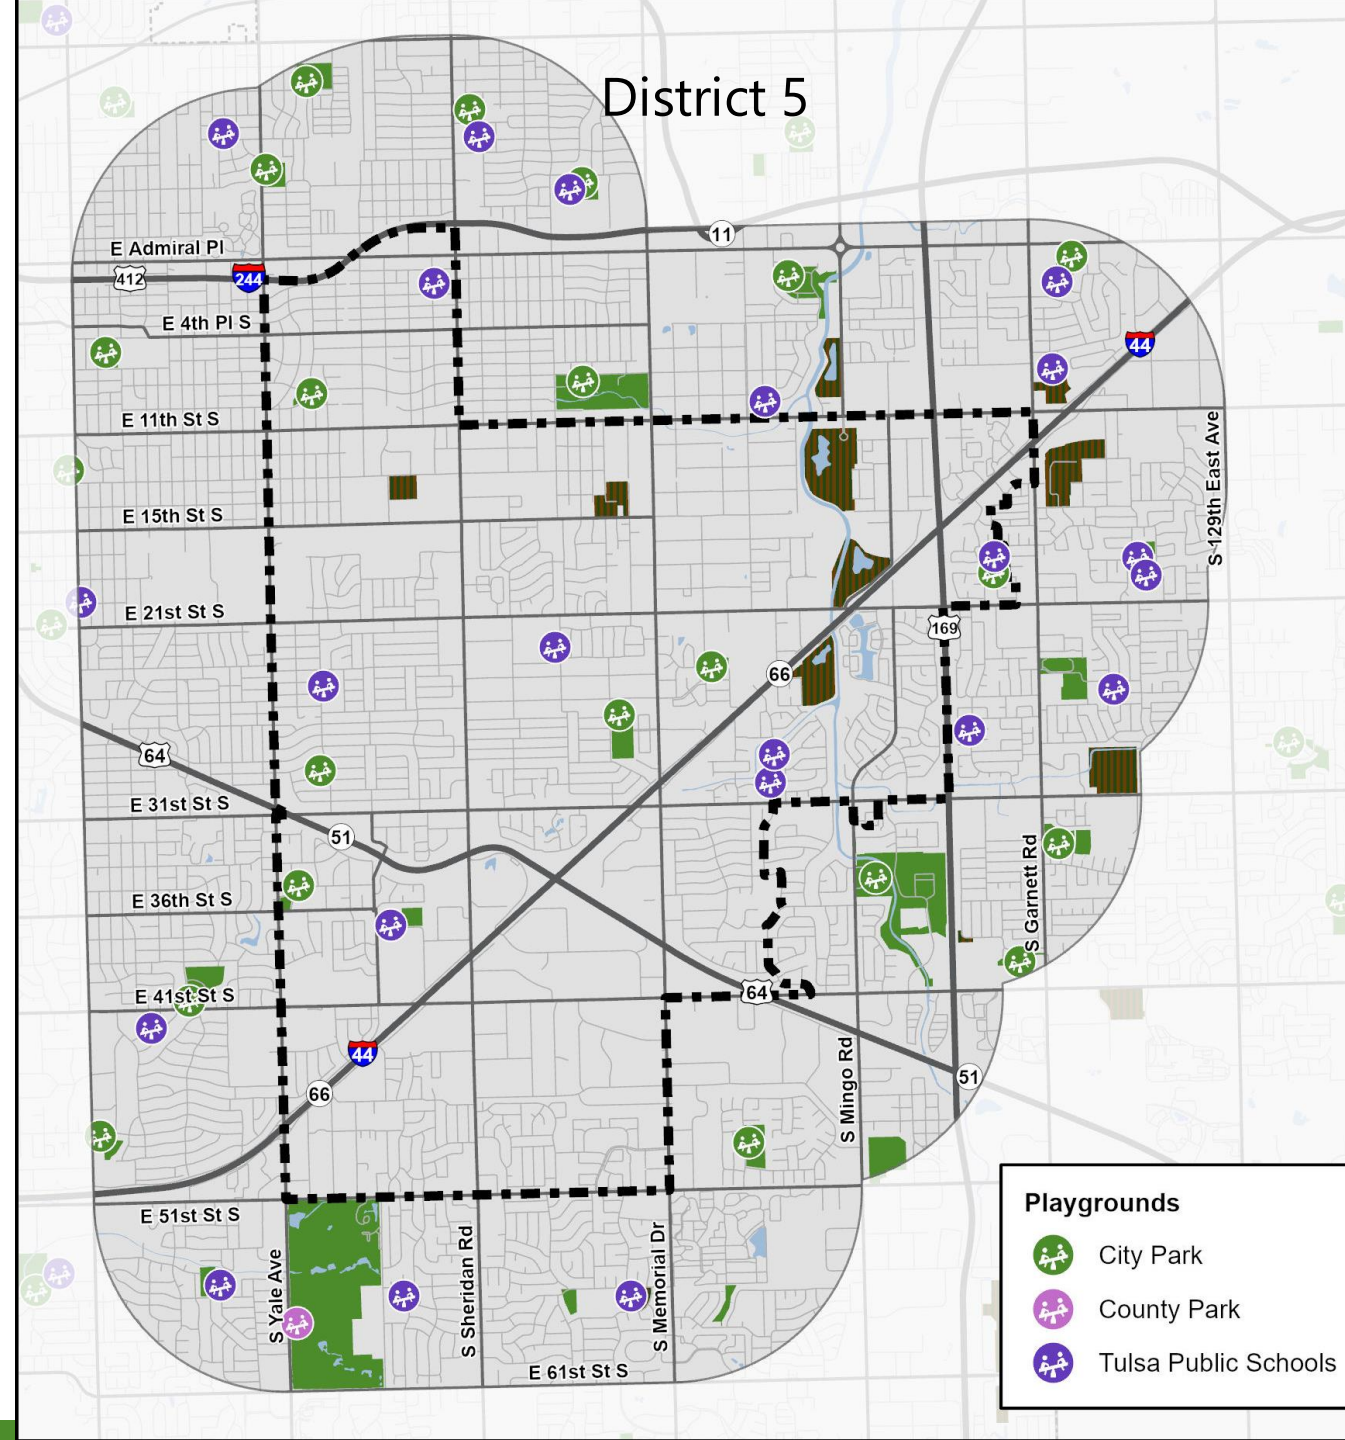 District 5
11
E Admiral Pl
412
244
E 4th Pl S
44
E 11th St S
S 129th East Ave
E 15th St S
E 21st St S
169
66
64
E 31st St S
51
S Garnett Rd
E 36th St S
E 41st St S
64
44
66
S Mingo Rd
51
E 51st St S
S Yale Ave
S Sheridan Rd
S Memorial Dr
E 61st St S
Playgrounds
City Park
County Park
Tulsa Public Schools